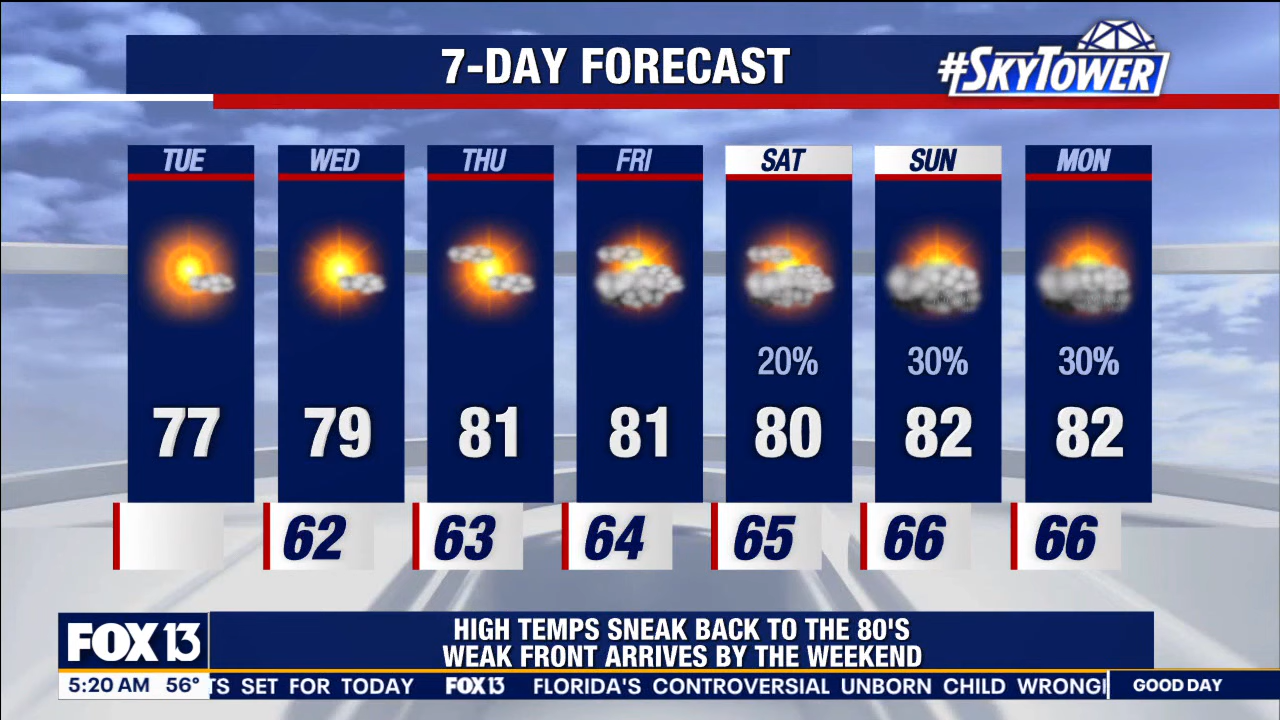 7-DAY FORECAST
#SKYTOWER
TUE WED THU FRI SAT SUN MON
20% 30% 30%
77 79 81 81 80 82 82
62 63 64 65 66 66
HIGH TEMPS SNEAK BACK TO THE 80'S
WEAK FRONT ARRIVES BY THE WEEKEND
FOX 13
5:20 AM 56° TS SET FOR TODAY FOX 13 FLORIDA'S CONTROVERSIAL UNBORN CHILD WRONG GOOD DAY